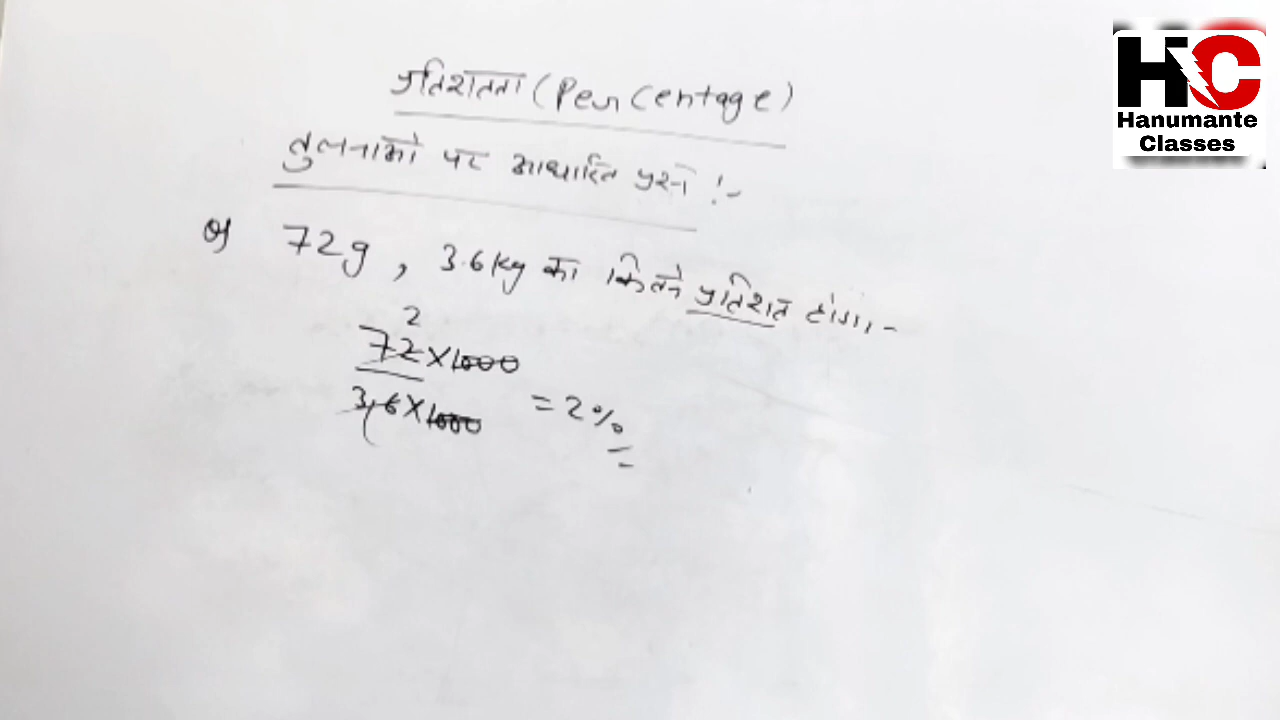 प्रतिशतता (Percentage)
तुलनाओं पर आधारित प्रश्न :-
72g, 3.6kg का कितने प्रतिशत होगा-
2
72×1000
3.6×1000
=2%
HC
Hanumante
Classes